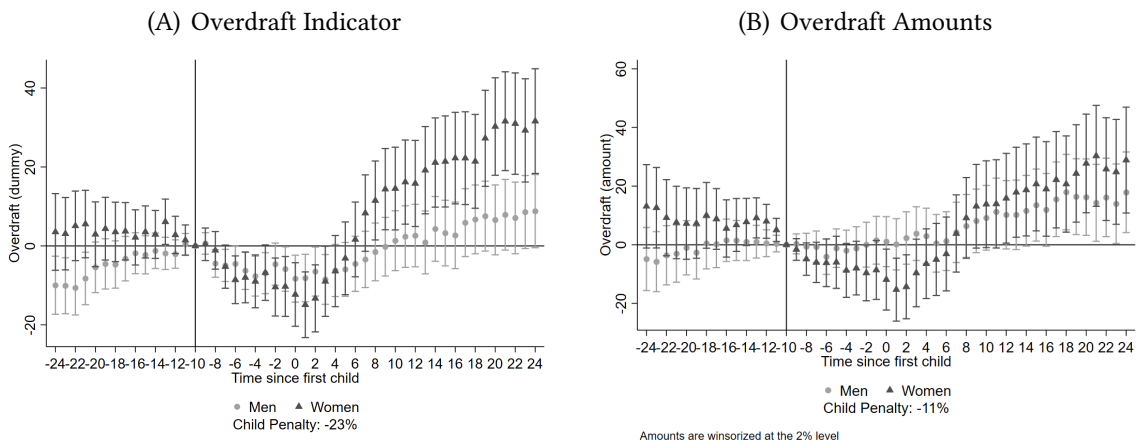 (A) Overdraft Indicator
Overdraft (dummy)
40
20
0
-20
-24-22-20-18-16-14-12-10 -8 -6 -4 -2 0 2 4 6 8 10 12 14 16 18 20 22 24
Time since first child
Men Women
Child Penalty: -23%
(B) Overdraft Amounts
Overdraft (amount)
60
40
20
0
-20
-24-22-20-18-16-14-12-10 -8 -6 -4 -2 0 2 4 6 8 10 12 14 16 18 20 22 24
Time since first child
Men Women
Child Penalty: -11%
Amounts are winsorized at the 2% level